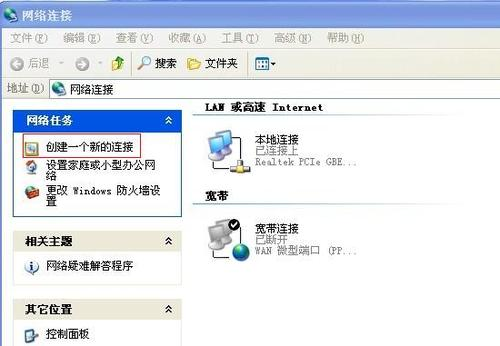 网络连接
文件(F) 编辑(E) 查看(V) 收藏(A) 工具(T) 高级(N) 帮助(H)
后退 搜索 文件夹
地址(D) 网络连接
网络任务
创建一个新的连接
设置家庭或小型办公网
络
更改 Windows 防火墙设
置
相关主题
网络疑难解答程序
其它位置
控制面板
LAN 或高速 Internet
本地连接
已连接上
Realtek PCIe GBE...
宽带
宽带连接
已断开
WAN 微型端口 (PP...